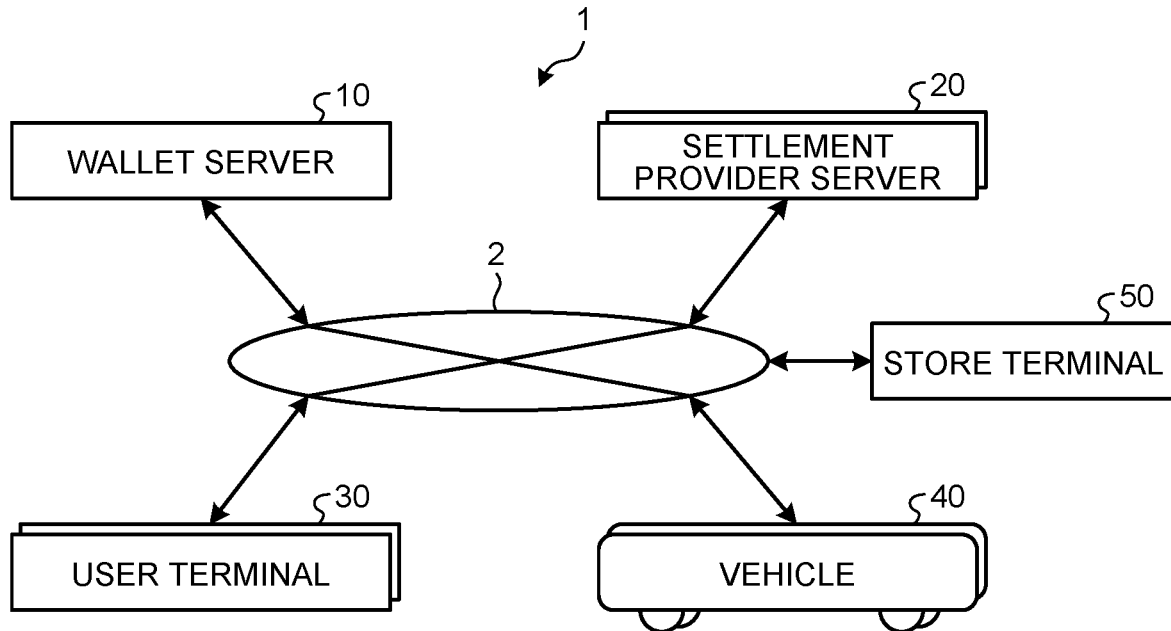 1
10
WALLET SERVER
20
SETTLEMENT
PROVIDER SERVER
2
50
STORE TERMINAL
30
USER TERMINAL
40
VEHICLE